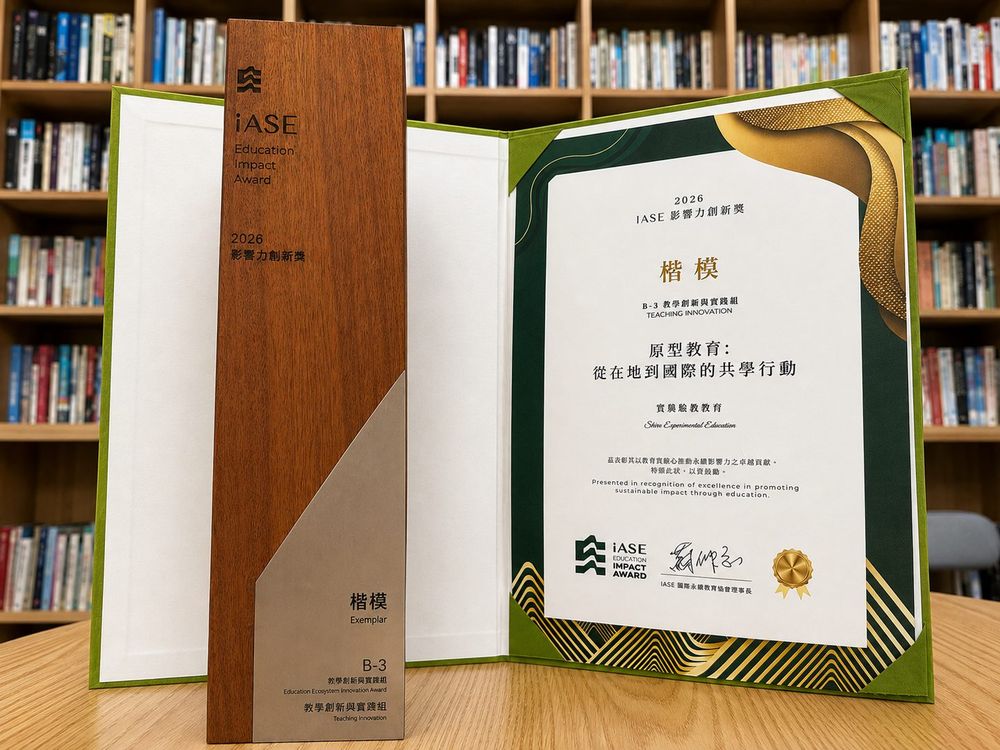 iASE
Education
Impact
Award
2026
影響力創新獎
楷模
Exemplar
B-3
教學創新與實踐組
Education Ecosystem Innovation Award
教學創新與實踐組
Teaching Innovation
2026
IASE 影響力創新獎
楷模
B-3 教學創新與實踐組
TEACHING INNOVATION
原型教育：
從在地到國際的共學行動
教育
Experimental Education
茲表彰其以教育實踐心推動永續影響力之卓越貢獻。
特頒此狀，以資鼓勵。
Presented in recognition of excellence in promoting
sustainable impact through education.
iASE
EDUCATION
IMPACT
AWARD
IASE 國際永續教育協會理事長